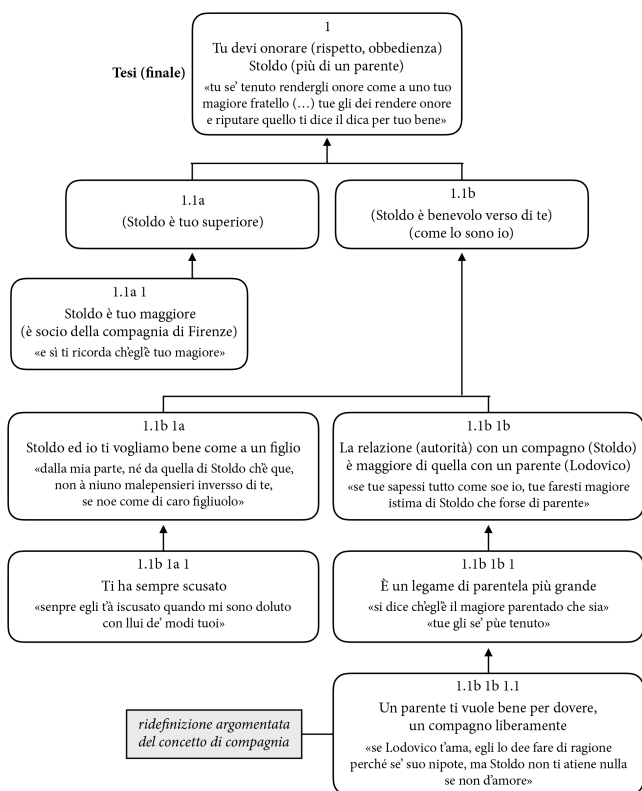 1
Tu devi onorare (rispetto, obbedienza)
Stoldo (più di un parente)
Tesi (finale)
«tu se' tenuto rendergli onore come a uno tuo
magiore fratello (…) tue gli dei rendere onore
e riputare quello ti dice il dica per tuo bene»
1.1a
(Stoldo è tuo superiore)
1.1b
(Stoldo è benevolo verso di te)
(come lo sono io)
1.1a 1
Stoldo è tuo maggiore
(è socio della compagnia di Firenze)
«e sì ti ricorda ch'egl'è tuo magiore»
1.1b 1a
Stoldo ed io ti vogliamo bene come a un figlio
«dalla mia parte, né da quella di Stoldo ch'è que,
non à niuno malepensieri inversso di te,
se noe come di caro figliuolo»
1.1b 1b
La relazione (autorità) con un compagno (Stoldo)
è maggiore di quella con un parente (Lodovico)
«se tue sapessi tutto come soe io, tue faresti magiore
istima di Stoldo che forse di parente»
1.1b 1a 1
Ti ha sempre scusato
«senpre egli t'à iscusato quando mi sono doluto
con llui de' modi tuoi»
1.1b 1b 1
È un legame di parentela più grande
«si dice ch'egl'è il magiore parentado che sia»
«tue gli se' pùe tenuto»
1.1b 1b 1.1
Un parente ti vuole bene per dovere,
un compagno liberamente
«se Lodovico t'ama, egli lo dee fare di ragione
perché se' suo nipote, ma Stoldo non ti atiene nulla
se non d'amore»
ridefinizione argomentata
del concetto di compagnia